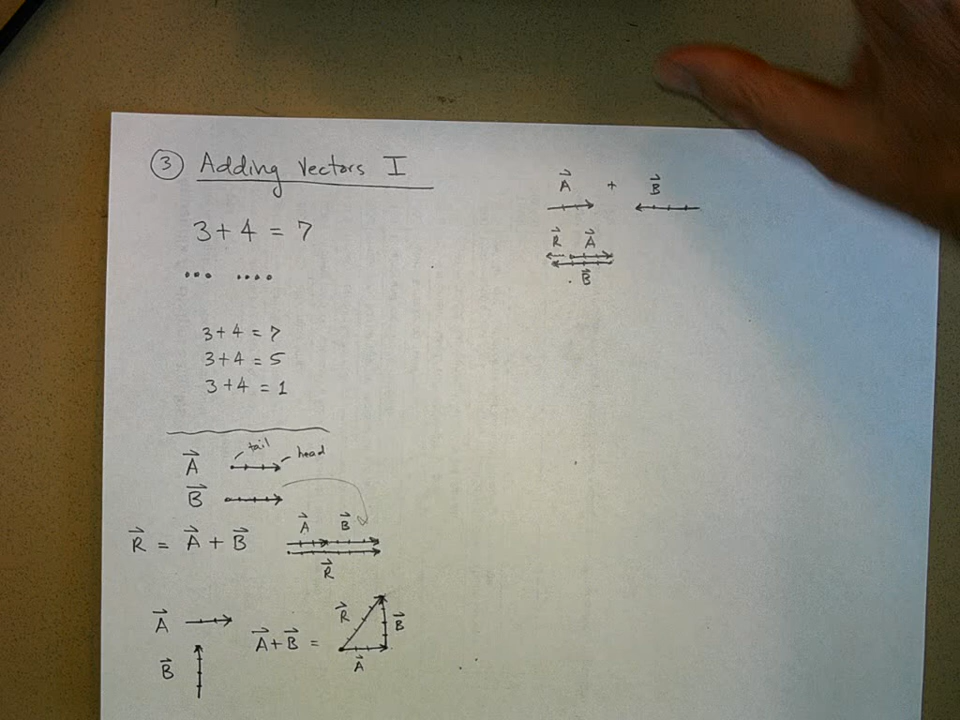 ③ Adding Vectors I
3 + 4 = 7
3 + 4 = 7
3 + 4 = 5
3 + 4 = 1
tail
head
A⃗
B⃗
R⃗ = A⃗ + B⃗
A⃗ B⃗
R⃗
A⃗
B⃗
A⃗ + B⃗ =
R⃗
B⃗
A⃗
A⃗ + B⃗
R⃗ A⃗
B⃗